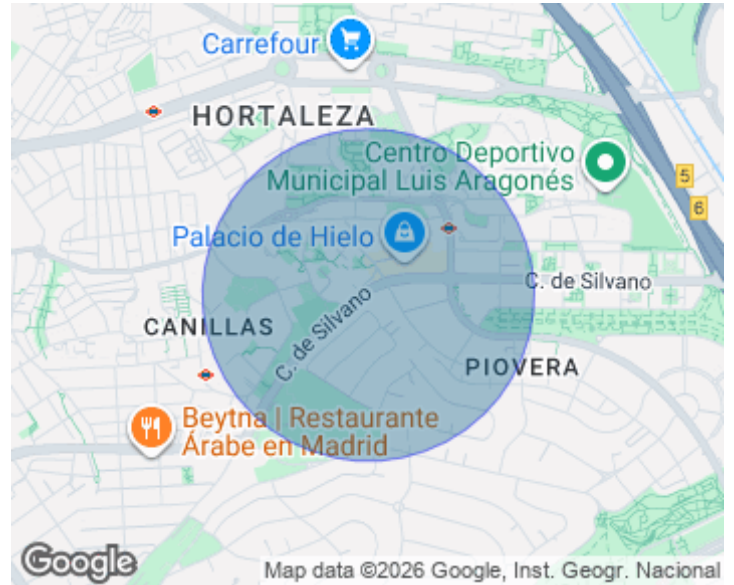 Carrefour
HORTALEZA
Centro Deportivo
Municipal Luis Aragonés
5
6
Palacio de Hielo
C. de Silvano
C. de Silvano
CANILLAS
PIOVERA
Beytna | Restaurante
Árabe en Madrid
Google
Map data ©2026 Google, Inst. Geogr. Nacional